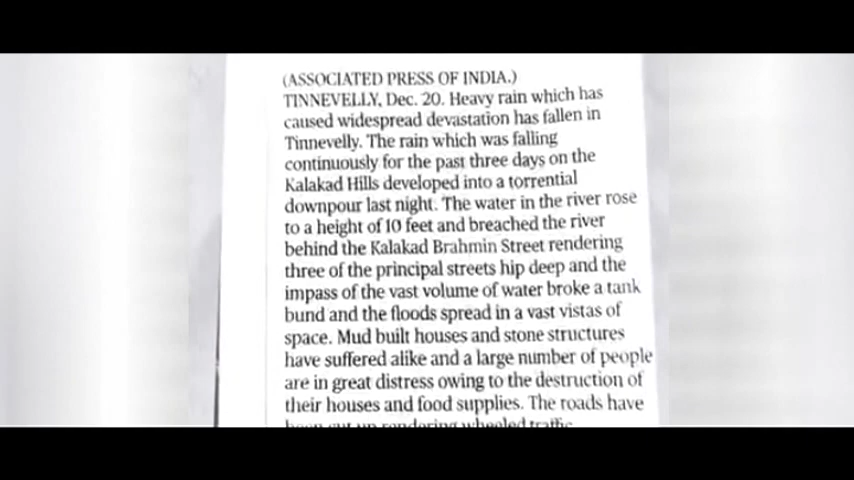 (ASSOCIATED PRESS OF INDIA.)
TINNEVELLY, Dec. 20. Heavy rain which has
caused widespread devastation has fallen in
Tinnevelly. The rain which was falling
continuously for the past three days on the
Kalakad Hills developed into a torrential
downpour last night. The water in the river rose
to a height of 10 feet and breached the river
behind the Kalakad Brahmin Street rendering
three of the principal streets hip deep and the
impass of the vast volume of water broke a tank
bund and the floods spread in a vast vistas of
space. Mud built houses and stone structures
have suffered alike and a large number of people
are in great distress owing to the destruction of
their houses and food supplies. The roads have
been cut up rendering wheeled traffic